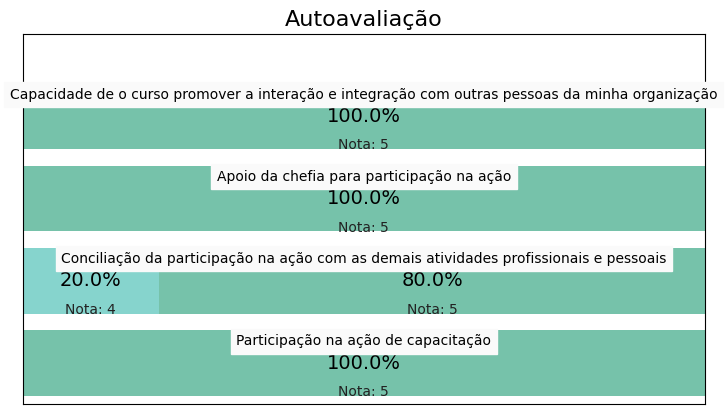 Autoavaliação
Capacidade de o curso promover a interação e integração com outras pessoas da minha organização
100.0%
Nota: 5
Apoio da chefia para participação na ação
100.0%
Nota: 5
Conciliação da participação na ação com as demais atividades profissionais e pessoais
20.0% 80.0%
Nota: 4 Nota: 5
Participação na ação de capacitação
100.0%
Nota: 5